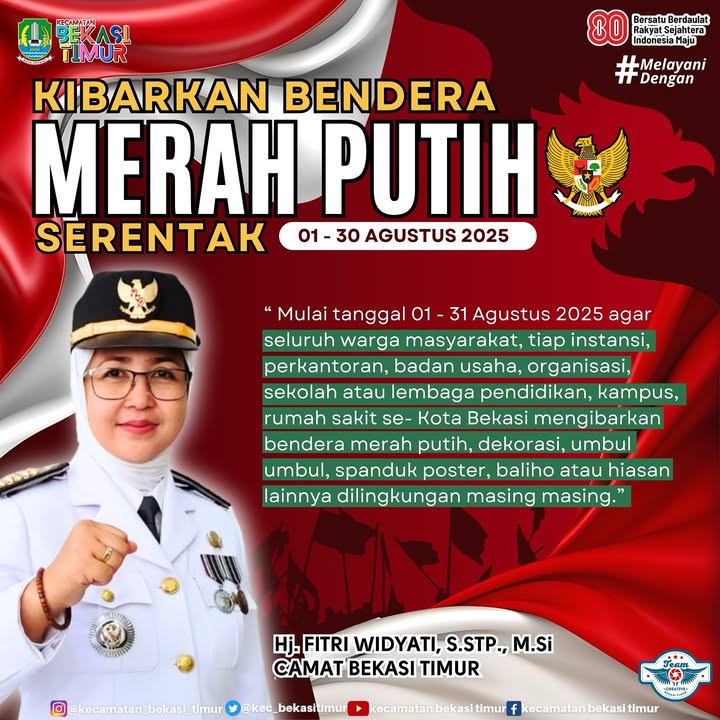 KECAMATAN
BEKASI
TIMUR
80
Bersatu Berdaulat
Rakyat Sejahtera
Indonesia Maju
#Melayani
Dengan
KIBARKAN BENDERA
MERAH PUTIH
SERENTAK
01 - 30 AGUSTUS 2025
“ Mulai tanggal 01 - 31 Agustus 2025 agar
seluruh warga masyarakat, tiap instansi,
perkantoran, badan usaha, organisasi,
sekolah atau lembaga pendidikan, kampus,
rumah sakit se- Kota Bekasi mengibarkan
bendera merah putih, dekorasi, umbul
umbul, spanduk poster, baliho atau hiasan
lainnya dilingkungan masing masing.”
Hj. FITRI WIDYATI, S.STP., M.Si
CAMAT BEKASI TIMUR
Team
CREATIVE
@kecamatan_bekasi_timur @kec_bekasitimur kecamatan bekasi timur kecamatan bekasi timur